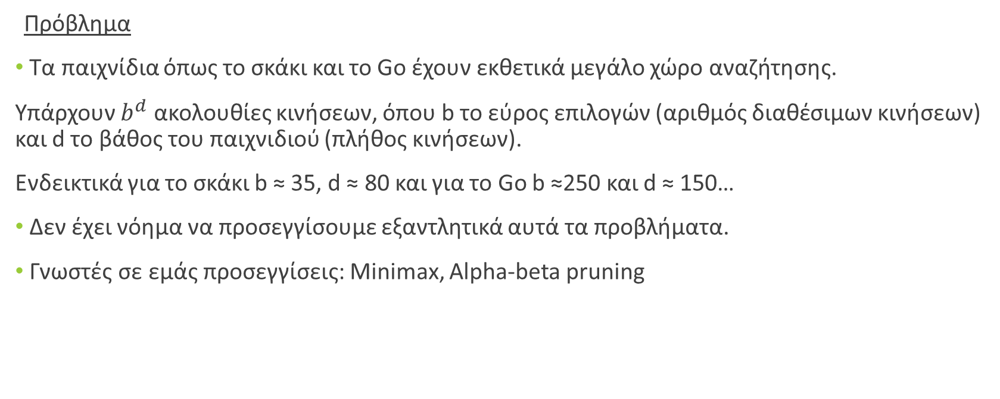 Πρόβλημα
• Τα παιχνίδια όπως το σκάκι και το Go έχουν εκθετικά μεγάλο χώρο αναζήτησης.
Υπάρχουν $b^d$ ακολουθίες κινήσεων, όπου b το εύρος επιλογών (αριθμός διαθέσιμων κινήσεων)
και d το βάθος του παιχνιδιού (πλήθος κινήσεων).
Ενδεικτικά για το σκάκι b ≈ 35, d ≈ 80 και για το Go b ≈250 και d ≈ 150...
• Δεν έχει νόημα να προσεγγίσουμε εξαντλητικά αυτά τα προβλήματα.
• Γνωστές σε εμάς προσεγγίσεις: Minimax, Alpha-beta pruning